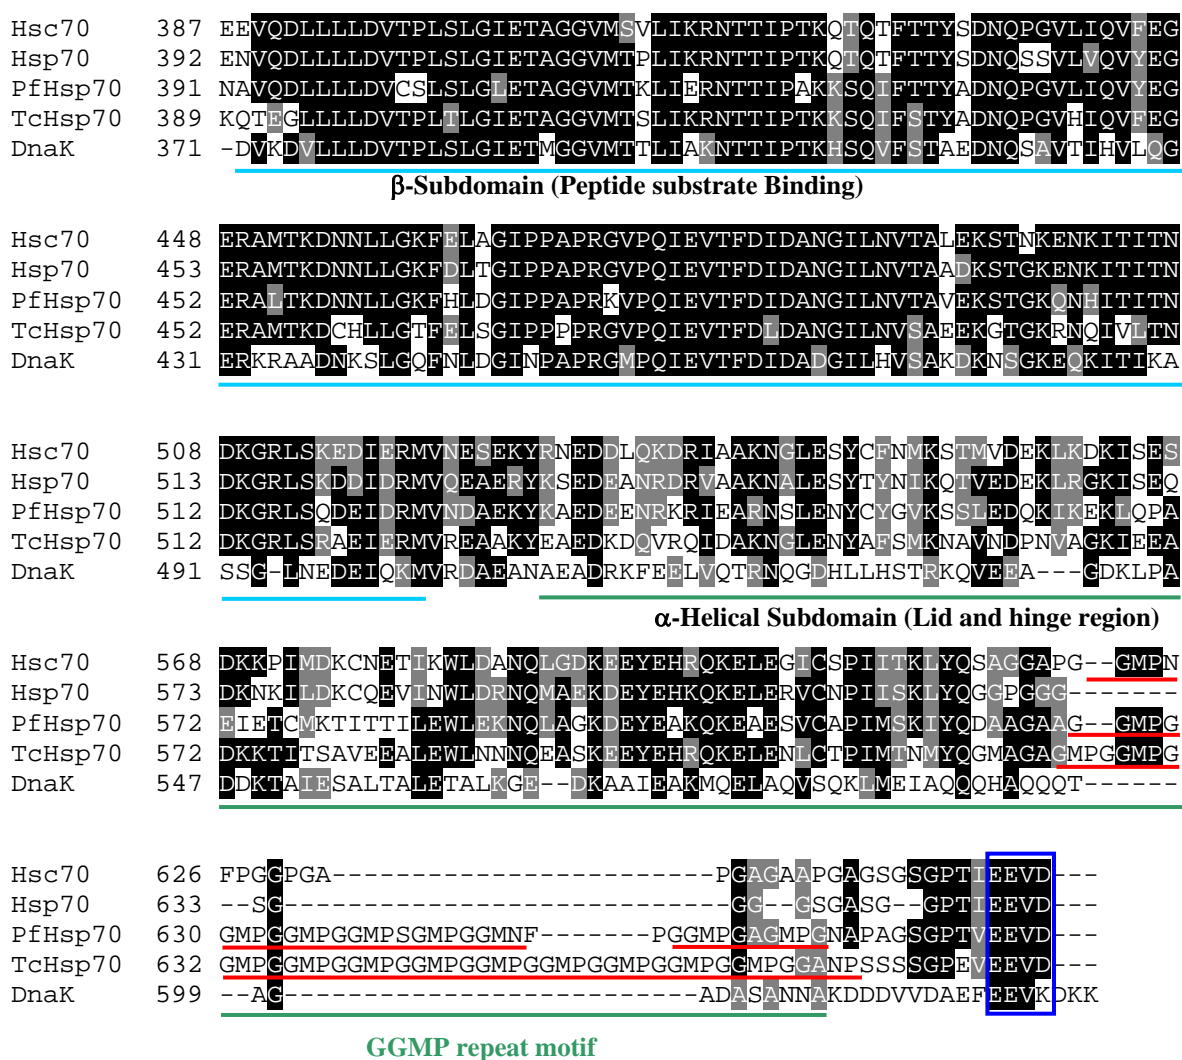 Hsc70 387 EEVQDLLLLDVTPLSLGIETAGGVMSVLIKRNTTIPTKQTQTFTTYSDNQPGVLIQVFEG
Hsp70 392 ENVQDLLLLDVTPLSLGIETAGGVMTPLIKRNTTIPTKQTQTFTTYSDNQSSVLVQVYEG
PfHsp70 391 NAVQDLLLLDVCSLSLGLETAGGVMTKLIERNTTIPAKKSQIFTTYADNQPGVLIQVYEG
TcHsp70 389 KQTEGLLLLDVTPLTLGIETAGGVMTSLIKRNTTIPTKKSQIFSTYADNQPGVHIQVFEG
DnaK 371 -DVKDVLLLDVTPLSLGIETMGGVMTTLIAKNTTIPTKHSQVFSTAEDNQSAVTIHVLQG
β-Subdomain (Peptide substrate Binding)
Hsc70 448 ERAMTKDNNLLGKFELAGIPPAPRGVPQIEVTFDIDANGILNVTALEKSTNKENKITITN
Hsp70 453 ERAMTKDNNLLGKFDLTGIPPAPRGVPQIEVTFDIDANGILNVTAADKSTGKENKITITN
PfHsp70 452 ERALTKDNNLLGKFHLDGIPPAPRKVPQIEVTFDIDANGILNVTAVEKSTGKQNHITITN
TcHsp70 452 ERAMTKDCHLLGTFELSGIPPPPRGVPQIEVTFDLDANGILNVSAEEKGTGKRNQIVLTN
DnaK 431 ERKRAADNKSLGQFNLDGINPAPRGMPQIEVTFDIDADGILHVSAKDKNSGKEQKITIKA
Hsc70 508 DKGRLSKEDIERMVNESEKYRNEDDLQKDRIAAKNGLESYCFNMKSTMVDEKLKDKISES
Hsp70 513 DKGRLSKDDIDRMVQEAERYKSEDEANRDRVAAKNALESYTYNIKQTVEDEKLRGKISEQ
PfHsp70 512 DKGRLSQDEIDRMVNDAEKYKAEDEENRKRIEARNSLENYCYGVKSSLEDQKIKEKLQPA
TcHsp70 512 DKGRLSRAEIERMVREAAKYEAEDKDQVRQIDAKNGLENYAFSMKNAVNDPNVAGKIEEA
DnaK 491 SSG-LNEDEIQKMVRDAEANAEADRKFEELVQTRNQGDHLLHSTRKQVEEA---GDKLPA
α-Helical Subdomain (Lid and hinge region)
Hsc70 568 DKKPIMDKCNETIKWLDANQLGDKEEYEHRQKELEGICSPIITKLYQSAGGAPG--GMPN
Hsp70 573 DKNKILDKCQEVINWLDRNQMAEKDEYEHKQKELERVCNPIISKLYQGGPGGG-------
PfHsp70 572 EIETCMKTITTILEWLEKNQLAGKDEYEAKQKEAESVCAPIMSKIYQDAAGAAG--GMPG
TcHsp70 572 DKKTITSAVEEALEWLNNNQEASKEEYEHRQKELENLCTPIMTNMYQGMAGAGMPGGMPG
DnaK 547 DDKTAIESALTALETALKGE--DKAAIEAKMQELAQVSQKLMEIAQQQHAQQQT------
Hsc70 626 FPGGPGA------------------------PGAGAAPGAGSGSGPTIEEVD---
Hsp70 633 --SG----------------------------GG--GSGASG--GPTIEEVD---
PfHsp70 630 GMPGGMPGGMPSGMPGGMNF-------PGGMPGAGMPGNAPAGSGPTVEEVD---
TcHsp70 632 GMPGGMPGGMPGGMPGGMPGGMPGGMPGGMPGGMPGGANPSSSSGPEVEEVD---
DnaK 599 --AG--------------------------ADASANNAKDDDVVDAEFEEVKDKK
GGMP repeat motif